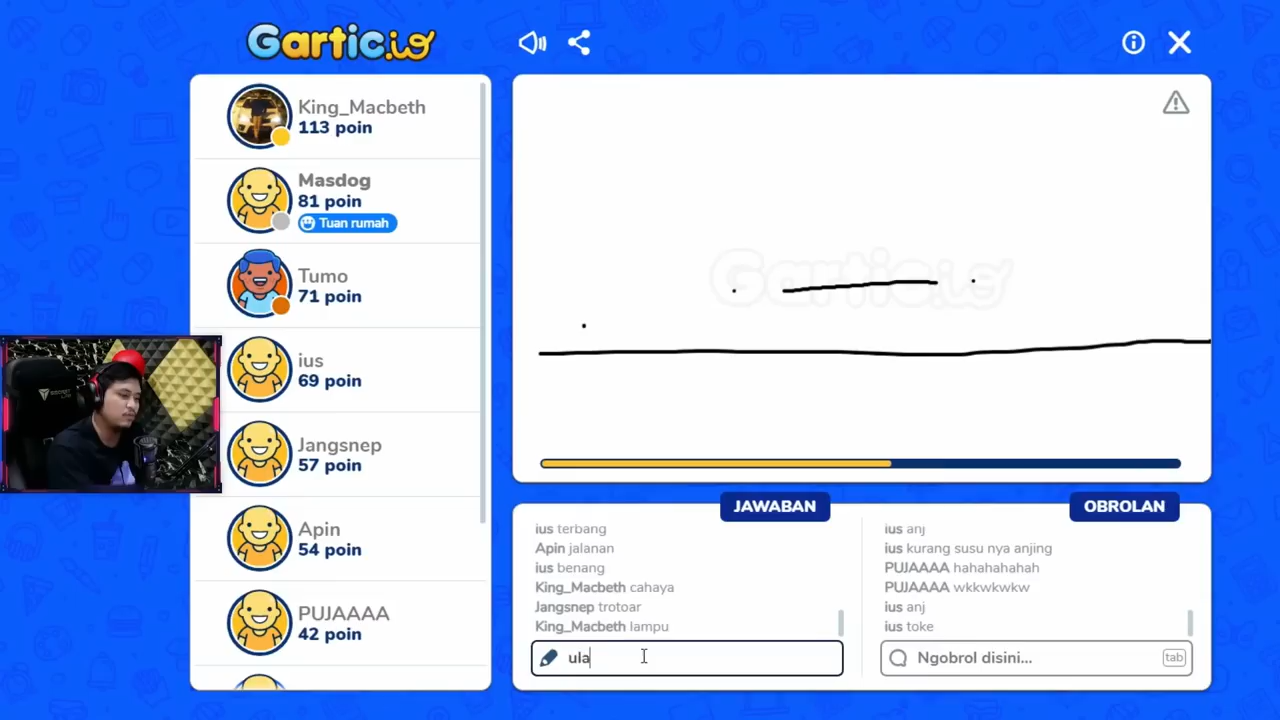 Gartic.io
King_Macbeth
113 poin
Masdog
81 poin
Tuan rumah
Tumo
71 poin
ius
69 poin
Jangsnep
57 poin
Apin
54 poin
PUJAAAA
42 poin
Gartic.io
JAWABAN
ius terbang
Apin jalanan
ius benang
King_Macbeth cahaya
Jangsnep trotoar
King_Macbeth lampu
ula
OBROLAN
ius anj
ius kurang susu nya anjing
PUJAAAA hahahahahah
PUJAAAA wkkwkwkw
ius anj
ius toke
Ngobrol disini...
tab